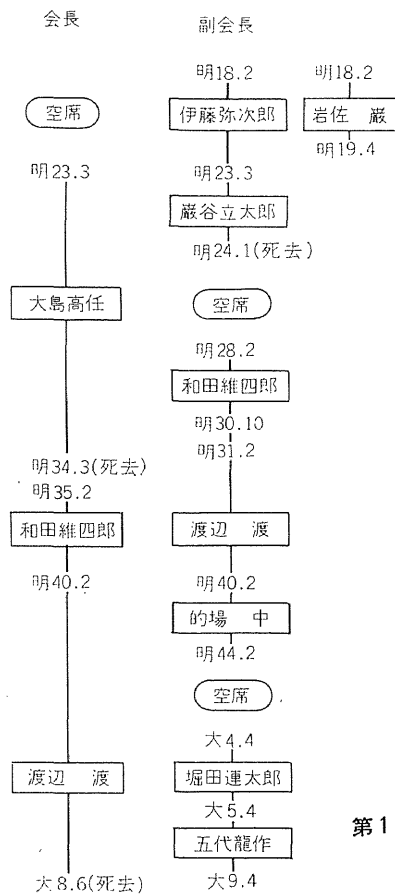 会長
副会長
明18.2
明18.2
空席
伊藤弥次郎
岩佐　巌
明19.4
明23.3
明23.3
巌谷立太郎
明24.1(死去)
大島高任
空席
明28.2
和田維四郎
明30.10
明31.2
明34.3(死去)
明35.2
和田維四郎
渡辺　渡
明40.2
明40.2
的場　中
明44.2
空席
大4.4
渡辺　渡
堀田連太郎
大5.4
五代龍作
第1
大8.6(死去)
大9.4